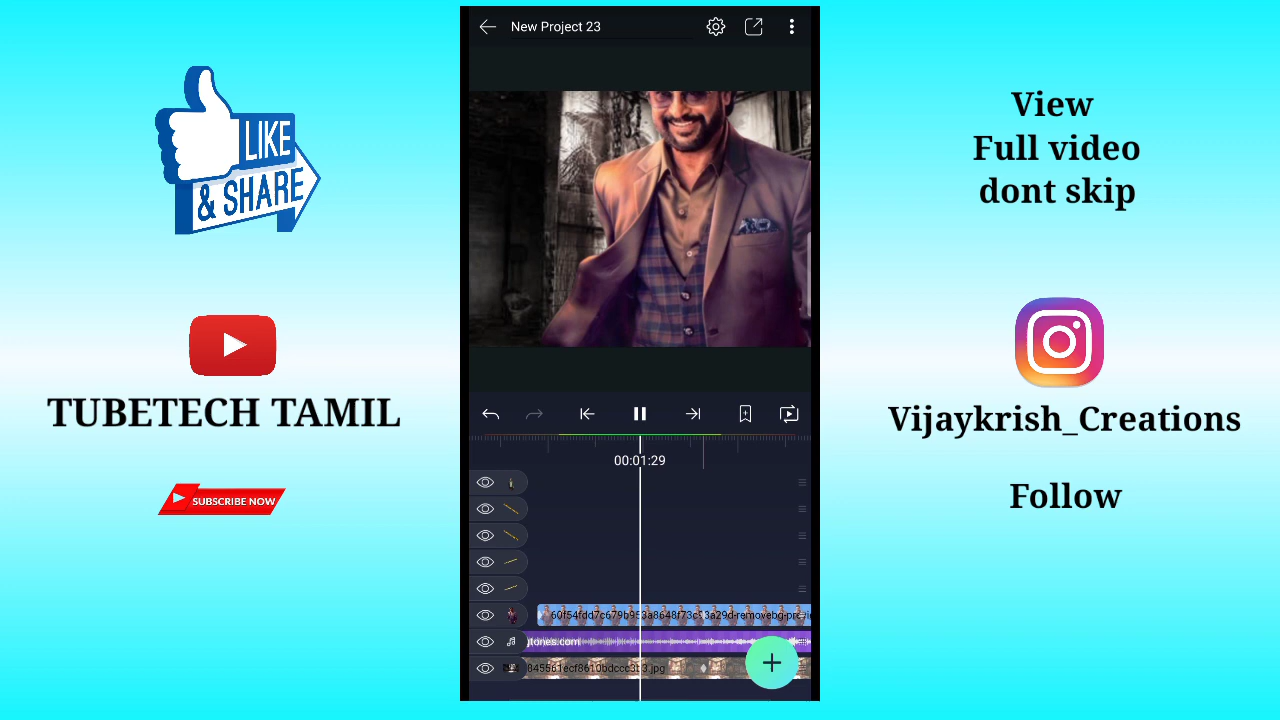 New Project 23
LIKE
& SHARE
TUBETECH TAMIL
SUBSCRIBE NOW
View
Full video
dont skip
Vijaykrish_Creations
Follow
00:01:29
jtones.com